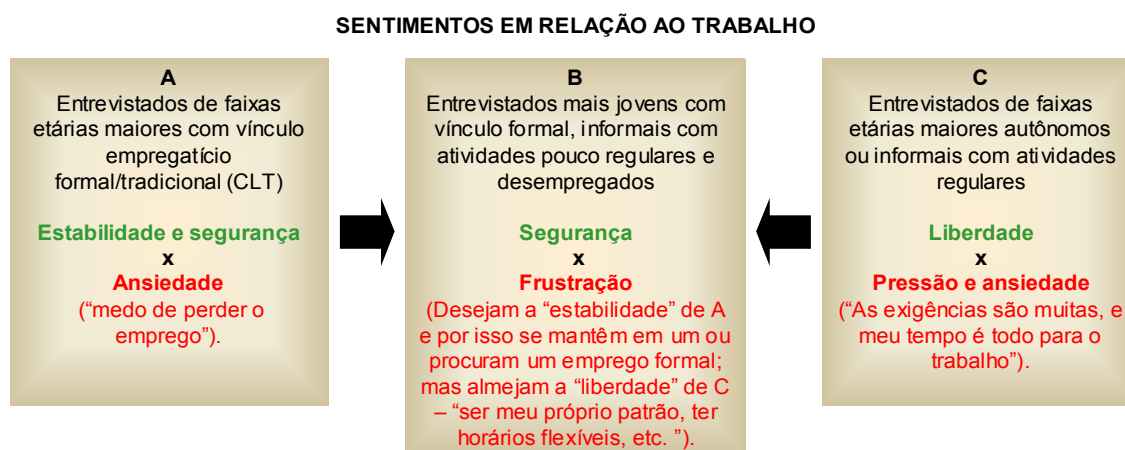 SENTIMENTOS EM RELAÇÃO AO TRABALHO
A
Entrevistados de faixas
etárias maiores com vínculo
empregatício
formal/tradicional (CLT)
Estabilidade e segurança
x
Ansiedade
(“medo de perder o
emprego”).
B
Entrevistados mais jovens com
vínculo formal, informais com
atividades pouco regulares e
desempregados
Segurança
x
Frustração
(Desejam a “estabilidade” de A
e por isso se mantêm em um ou
procuram um emprego formal;
mas almejam a “liberdade” de C
– “ser meu próprio patrão, ter
horários flexíveis, etc. ”).
C
Entrevistados de faixas
etárias maiores autônomos
ou informais com atividades
regulares
Liberdade
x
Pressão e ansiedade
(“As exigências são muitas, e
meu tempo é todo para o
trabalho”).